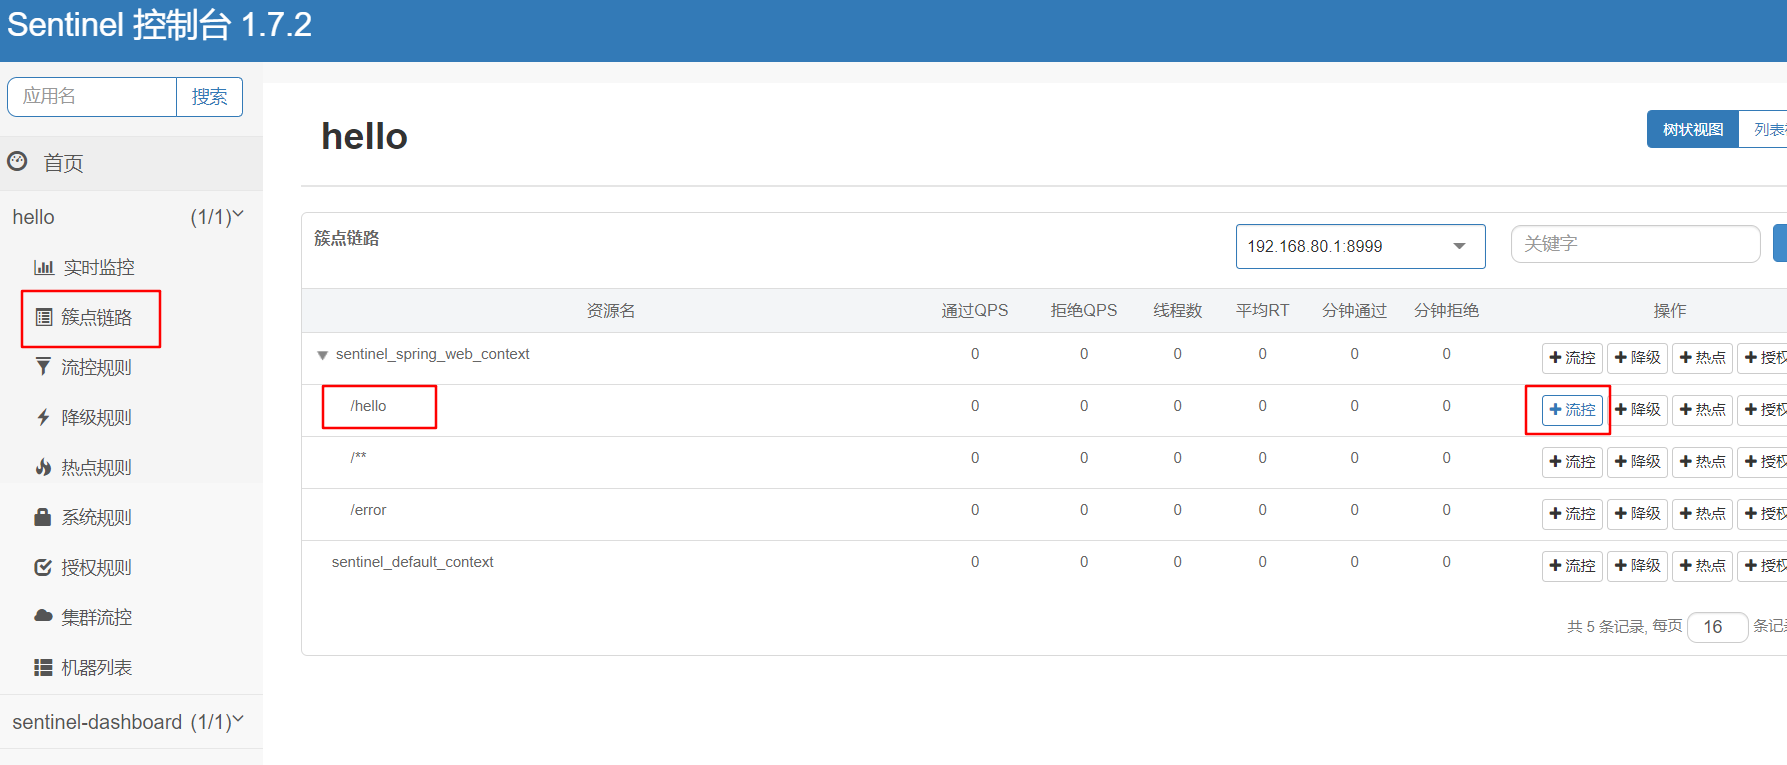 Sentinel 控制台 1.7.2
应用名 搜索
首页
hello (1/1)
实时监控
簇点链路
流控规则
降级规则
热点规则
系统规则
授权规则
集群流控
机器列表
sentinel-dashboard (1/1)
hello
树状视图 列表
簇点链路 192.168.80.1:8999 关键字
资源名 通过QPS 拒绝QPS 线程数 平均RT 分钟通过 分钟拒绝 操作
sentinel_spring_web_context 0 0 0 0 0 0 流控 降级 热点 授权
/hello 0 0 0 0 0 0 流控 降级 热点 授权
/** 0 0 0 0 0 0 流控 降级 热点 授权
/error 0 0 0 0 0 0 流控 降级 热点 授权
sentinel_default_context 0 0 0 0 0 0 流控 降级 热点 授权
共 5 条记录, 每页 16 条记录